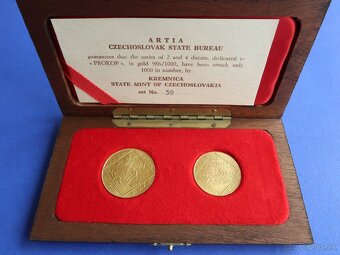 ARTIA
CZECHOSLOVAK STATE BUREAU
guarantees that the series of 2 and 4 ducats, dedicated to
«PROKOP», in gold 986/1000, have been struck only
1000 in number, by
KREMNICA
STATE MINT OF CZECHOSLOVAKIA
set No. 59